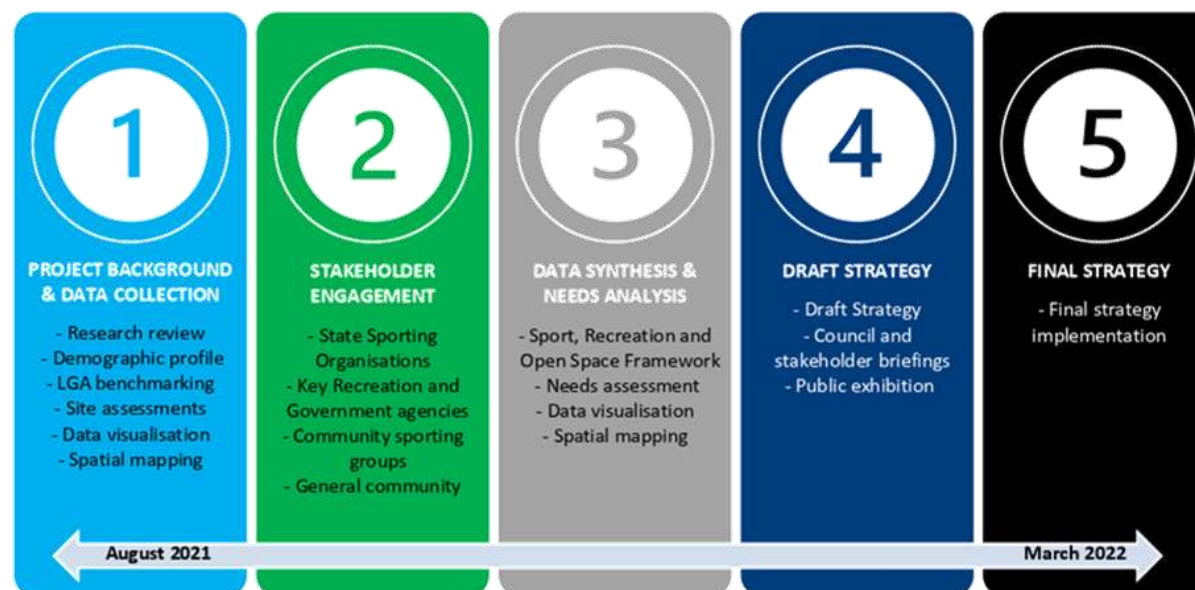 1
PROJECT BACKGROUND
& DATA COLLECTION
- Research review
- Demographic profile
- LGA benchmarking
- Site assessments
- Data visualisation
- Spatial mapping
2
STAKEHOLDER
ENGAGEMENT
- State Sporting
Organisations
- Key Recreation and
Government agencies
- Community sporting
groups
- General community
3
DATA SYNTHESIS &
NEEDS ANALYSIS
- Sport, Recreation and
Open Space Framework
- Needs assessment
- Data visualisation
- Spatial mapping
4
DRAFT STRATEGY
- Draft Strategy
- Council and
stakeholder briefings
- Public exhibition
5
FINAL STRATEGY
- Final strategy
implementation
August 2021
March 2022